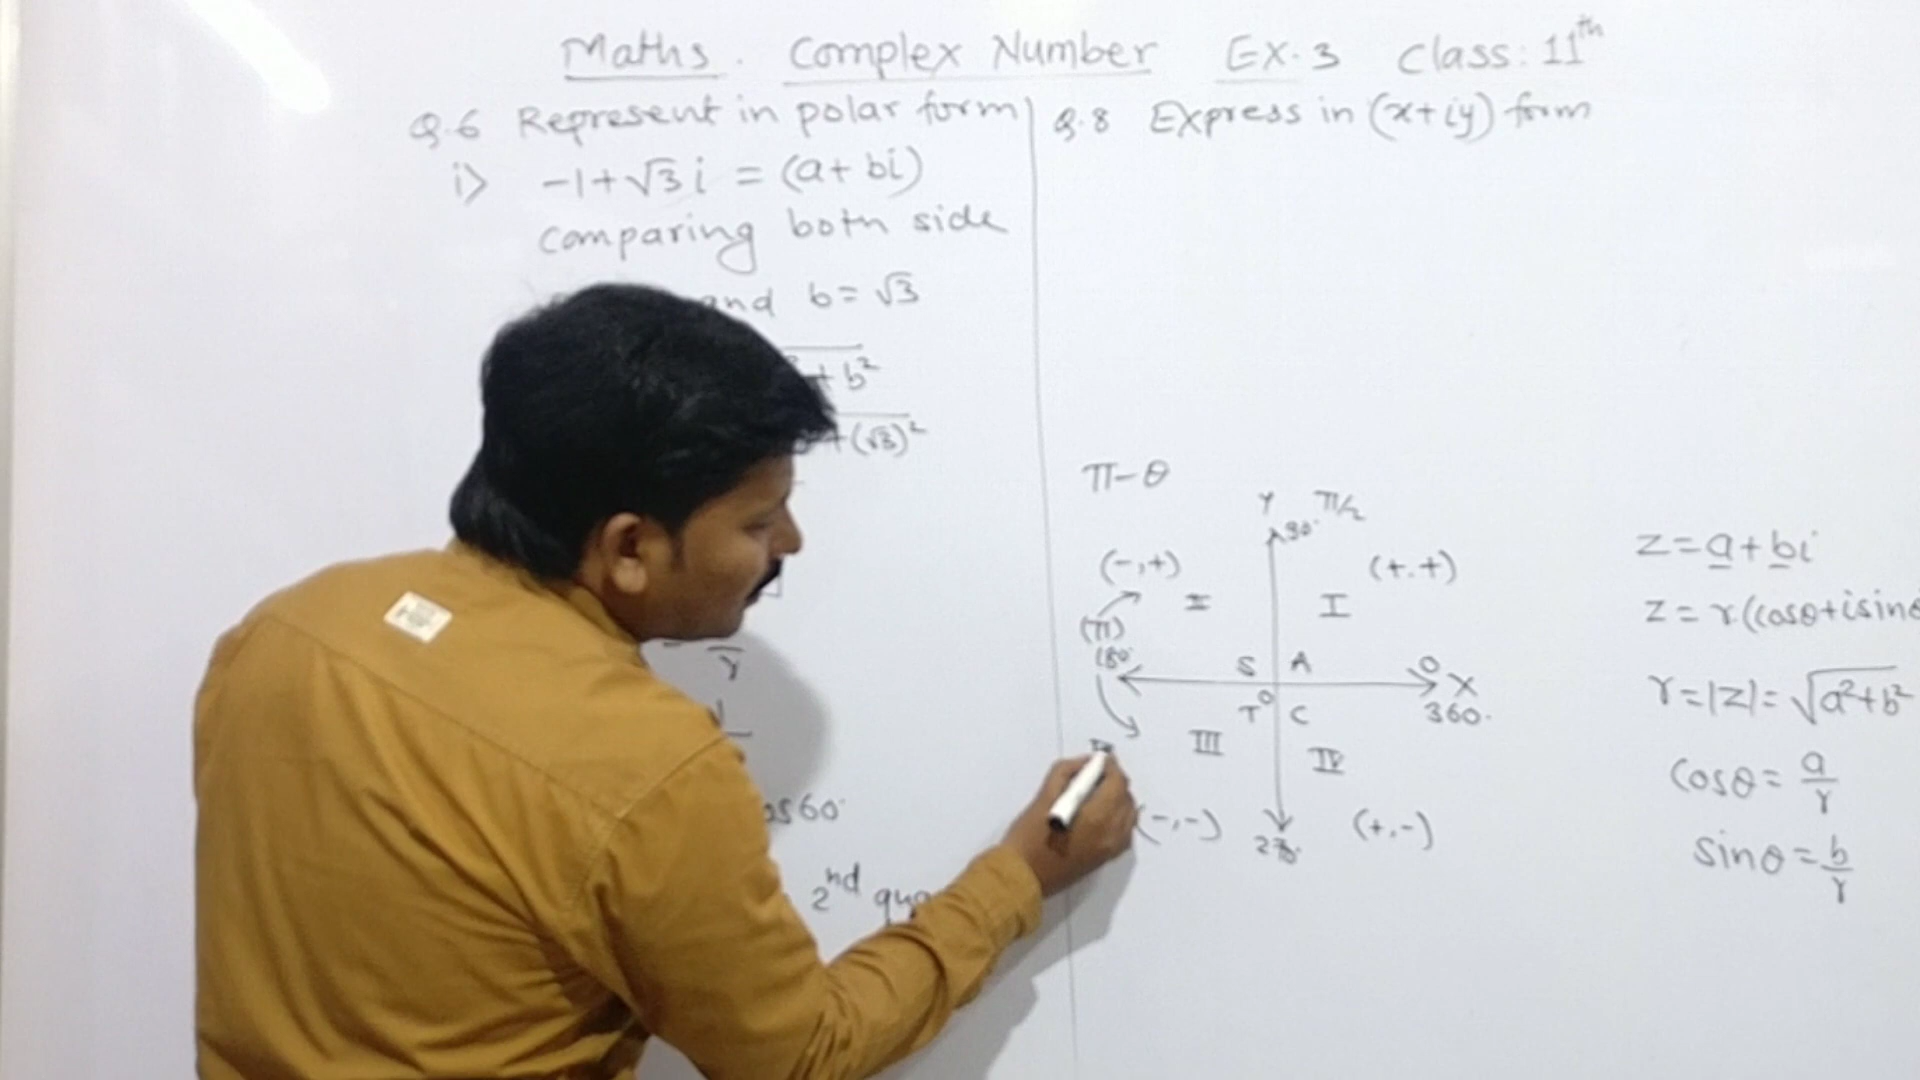 Maths. Complex Number Ex. 3 Class: 11th
Q.6 Represent in polar form
i> -1+√3 i = (a+bi)
comparing both side
and b = √3
+ b²
+(√3)²
r
1
os60°
2nd
Q.8 Express in (x+iy) form
π-θ
Y π/2
90°
(-,+) (+.+)
II I
(π)
180°
S A 0 X
T O C 360°
III IV
(-,-) (+,-)
270°
z = a+bi
z = r(cosθ+isinθ
r = |z| = √a²+b²
cosθ = a/r
sinθ = b/r